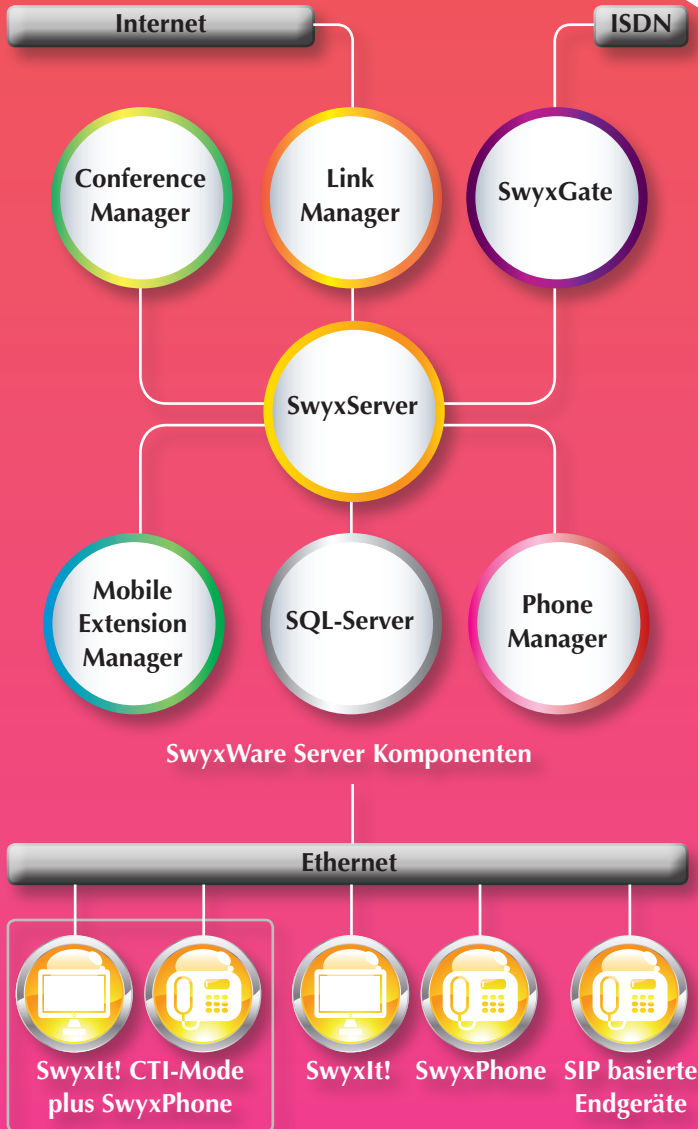 Internet
ISDN
Conference
Manager
Link
Manager
SwyxGate
SwyxServer
Mobile
Extension
Manager
SQL-Server
Phone
Manager
SwyxWare Server Komponenten
Ethernet
SwyxIt! CTI-Mode
plus SwyxPhone
SwyxIt!
SwyxPhone
SIP basierte
Endgeräte